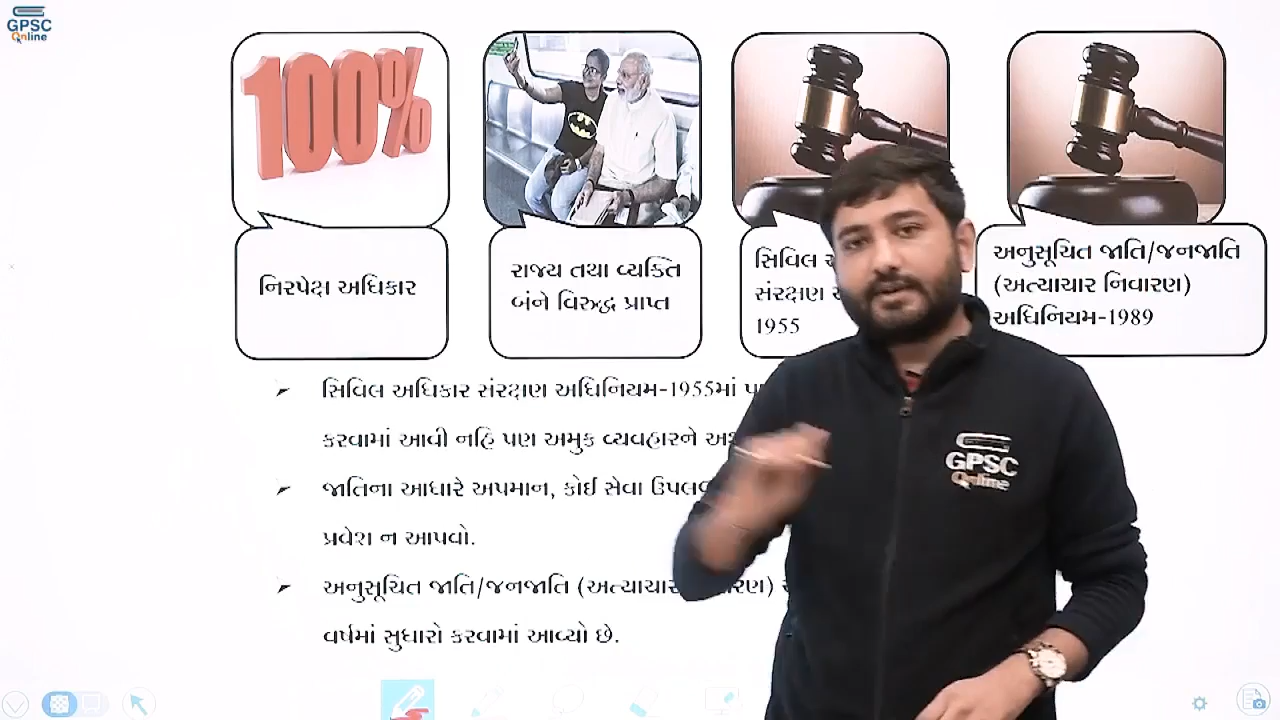 GPSC
Online
100%
નિરપેક્ષ અધિકાર
રાજ્ય તથા વ્યક્તિ
બંને વિરુદ્ધ પ્રાપ્ત
સિવિલ
સંરક્ષણ
1955
અનુસૂચિત જાતિ/જનજાતિ
(અત્યાચાર નિવારણ)
અધિનિયમ-1989
➢ સિવિલ અધિકાર સંરક્ષણ અધિનિયમ-1955માં
કરવામાં આવી નહિ પણ અમુક વ્યવહારને
➢ જાતિના આધારે અપમાન, કોઈ સેવા
પ્રવેશ ન આપવો.
➢ અનુસૂચિત જાતિ/જનજાતિ
વર્ષમાં સુધારો કરવામાં આવ્યો છે.
GPSC
Online